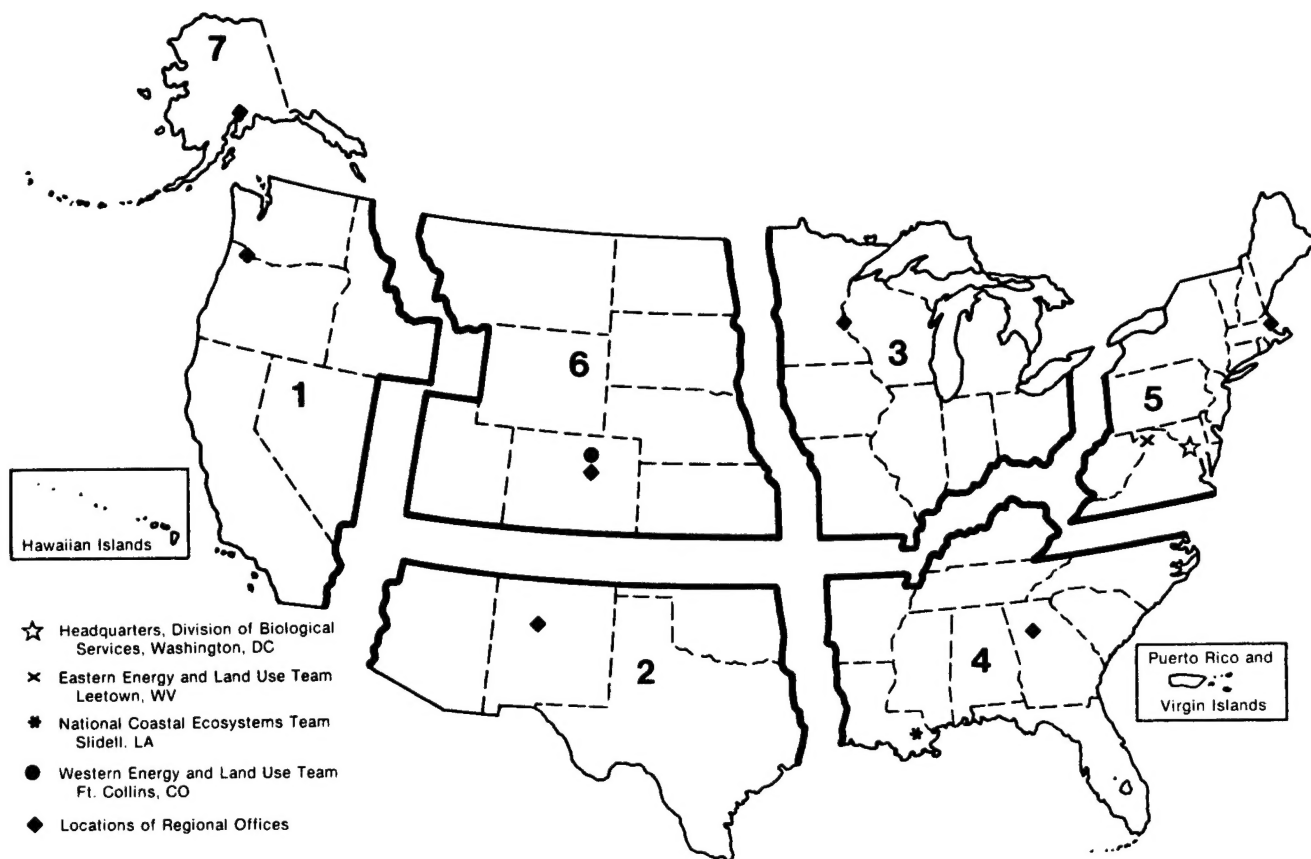 7
6
3
1
5
Hawaiian Islands
☆ Headquarters, Division of Biological
Services, Washington, DC
× Eastern Energy and Land Use Team
Leetown, WV
* National Coastal Ecosystems Team
Slidell. LA
● Western Energy and Land Use Team
Ft. Collins, CO
◆ Locations of Regional Offices
2
4
Puerto Rico and
Virgin Islands